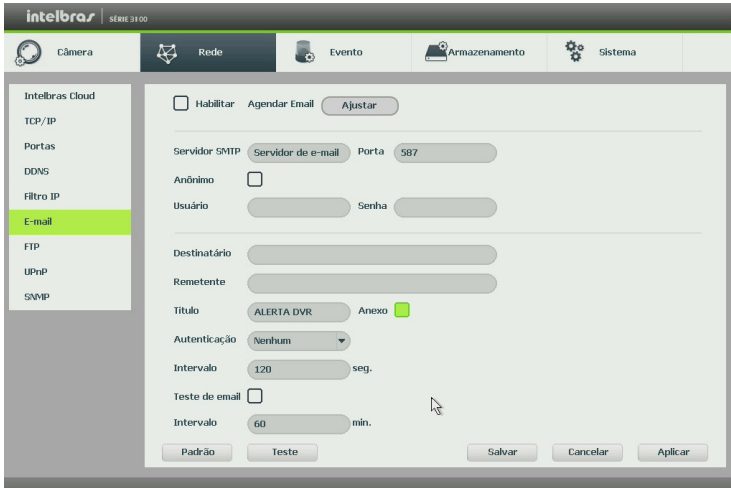 intelbras | SÉRIE 3100
Câmera Rede Evento Armazenamento Sistema
Intelbras Cloud
TCP/IP
Portas
DDNS
Filtro IP
E-mail
FTP
UPnP
SNMP
Habilitar Agendar Email Ajustar
Servidor SMTP Servidor de e-mail Porta 587
Anônimo
Usuário Senha
Destinatário
Remetente
Título ALERTA DVR Anexo
Autenticação Nenhum
Intervalo 120 seg.
Teste de email
Intervalo 60 min.
Padrão Teste Salvar Cancelar Aplicar